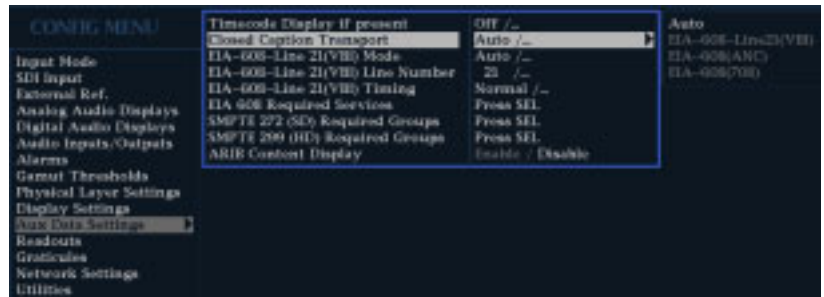 CONFIG MENU
Input Mode
SDI Input
External Ref.
Analog Audio Displays
Digital Audio Displays
Audio Inputs/Outputs
Alarms
Gamut Thresholds
Physical Layer Settings
Display Settings
Aux Data Settings
Readouts
Graticules
Network Settings
Utilities
Timecode Display if present Off /...
Closed Caption Transport Auto /...
EIA-608-Line 21(VBI) Mode Auto /...
EIA-608-Line 21(VBI) Line Number 21 /...
EIA-608-Line 21(VBI) Timing Normal /...
EIA 608 Required Services Press SEL
SMPTE 272 (SD) Required Groups Press SEL
SMPTE 299 (HD) Required Groups Press SEL
ARIB Content Display Enable / Disable
Auto
EIA-608-Line21(VBI)
EIA-608(ANC)
EIA-608(708)